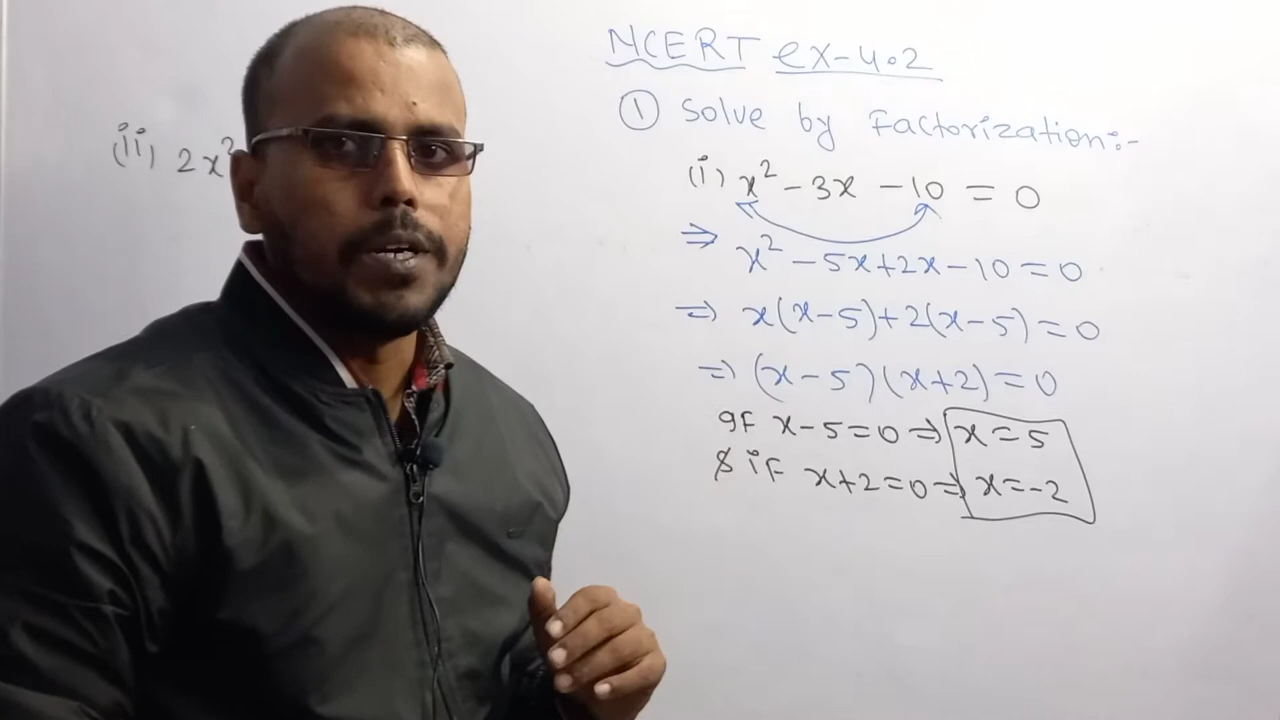 NCERT ex-4.2
① Solve by Factorization:-
(i) x² - 3x - 10 = 0
⇒ x² - 5x + 2x - 10 = 0
⇒ x(x-5) + 2(x-5) = 0
⇒ (x-5)(x+2) = 0
If x-5=0 ⇒ x=5
& if x+2=0 ⇒ x=-2
(ii) 2x²